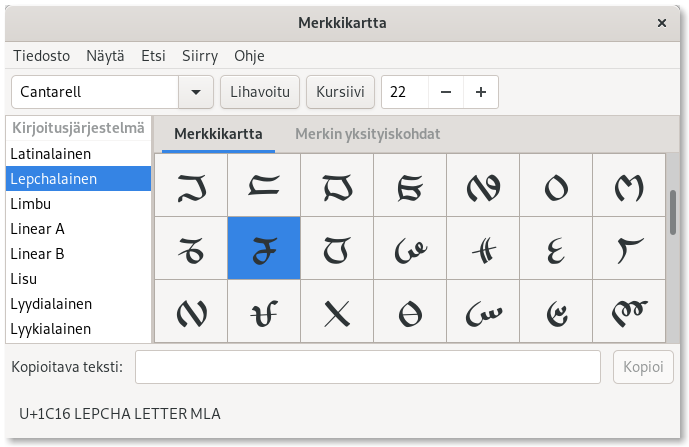 Merkkikartta
Tiedosto Näytä Etsi Siirry Ohje
Cantarell Lihavoitu Kursiivi 22
Kirjoitusjärjestelmä
Latinalainen
Lepchalainen
Limbu
Linear A
Linear B
Lisu
Lyydialainen
Lyykialainen
Merkkikartta Merkin yksityiskohdat
ᰎ ᰏ ᰐ ᰑ ᰒ ᰓ ᰔ
ᰕ ᰖ ᰗ ᰘ ᰙ ᰚ ᰛ
ᰜ ᰝ ᰞ ᰟ ᰠ ᰡ ᰢ
Kopioitava teksti: Kopioi
U+1C16 LEPCHA LETTER MLA